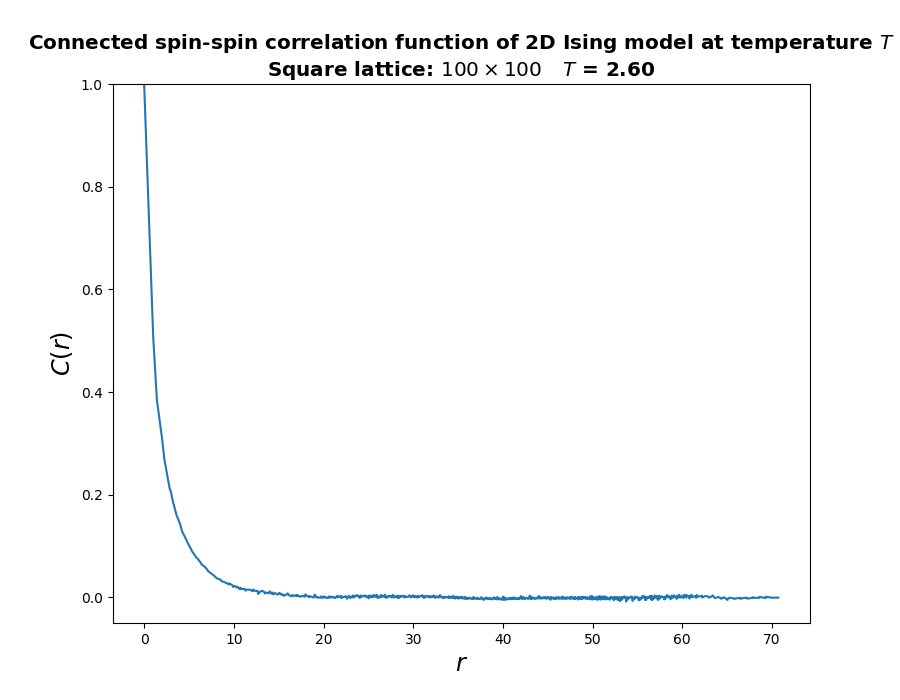 Connected spin-spin correlation function of 2D Ising model at temperature T
Square lattice: 100 × 100 T = 2.60
1.0
0.8
0.6
0.4
0.2
0.0
C(r)
0 10 20 30 40 50 60 70
r